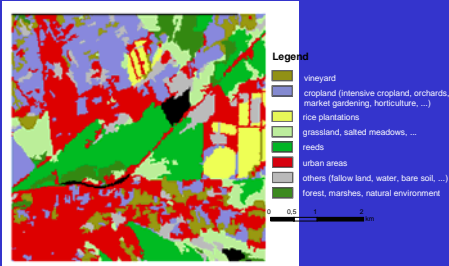 Legend
vineyard
cropland (intensive cropland, orchards,
market gardening, horticulture, ...)
rice plantations
grassland, salted meadows, ...
reeds
urban areas
others (fallow land, water, bare soil, ...)
forest, marshes, natural environment
0 0,5 1 2
km